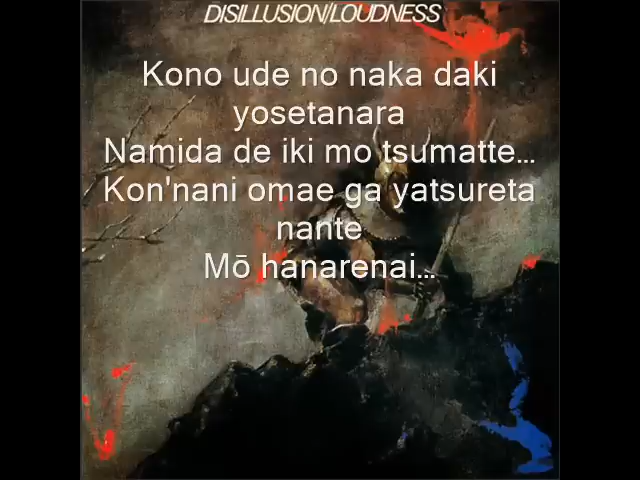 DISILLUSION/LOUDNESS
Kono ude no naka daki
yosetanara
Namida de iki mo tsumatte...
Kon'nani omae ga yatsureta
nante
Mō hanarenai...